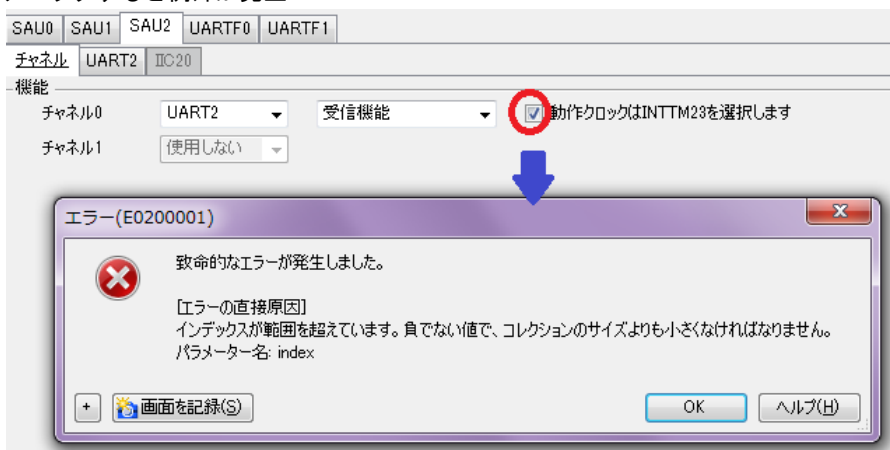 SAU0 SAU1 SAU2 UARTF0 UARTF1
チャネル UART2 IIC20
機能
チャネル0 UART2 受信機能 動作クロックはINTTM23を選択します
チャネル1 使用しない
エラー(E0200001)
致命的なエラーが発生しました。
[エラーの直接原因]
インデックスが範囲を超えています。負でない値で、コレクションのサイズよりも小さくなければなりません。
パラメーター名: index
+ 画面を記録(S) OK ヘルプ(H)